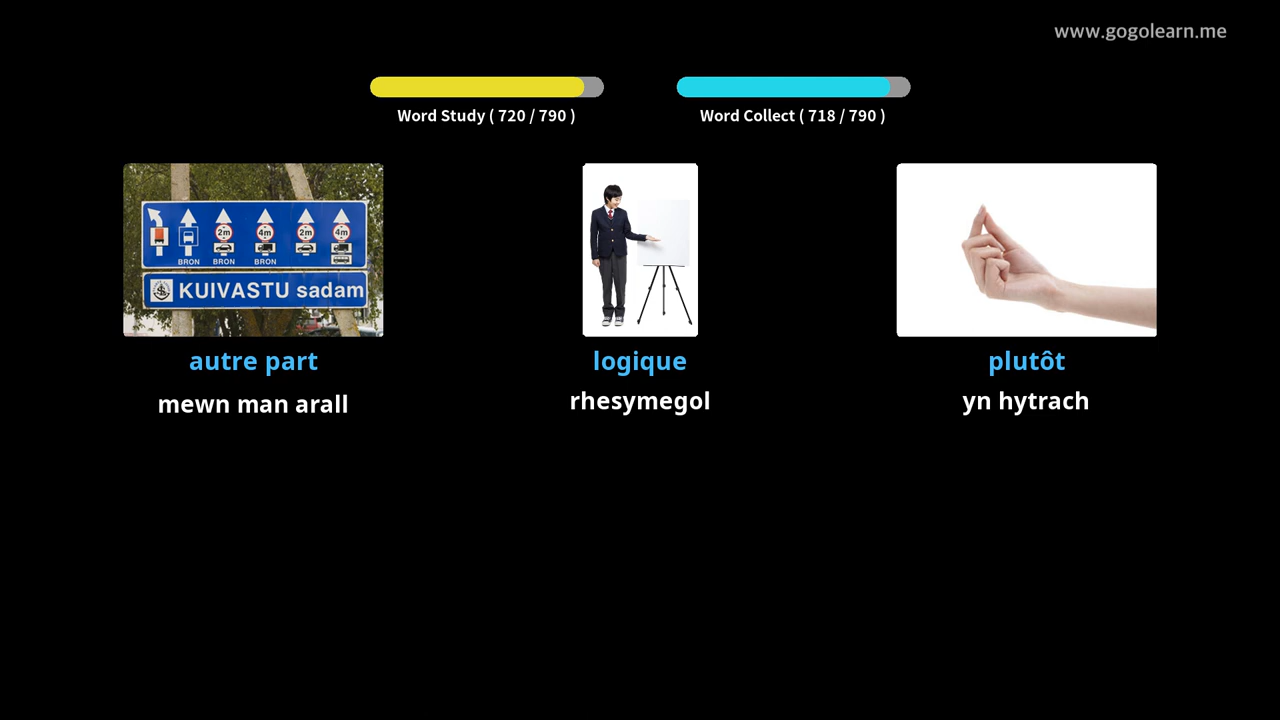 www.gogolearn.me
Word Study ( 720 / 790 )
Word Collect ( 718 / 790 )
2m
4m
2m
4m
BRON
BRON
BRON
KUIVASTU sadam
autre part
logique
plutôt
mewn man arall
rhesymegol
yn hytrach